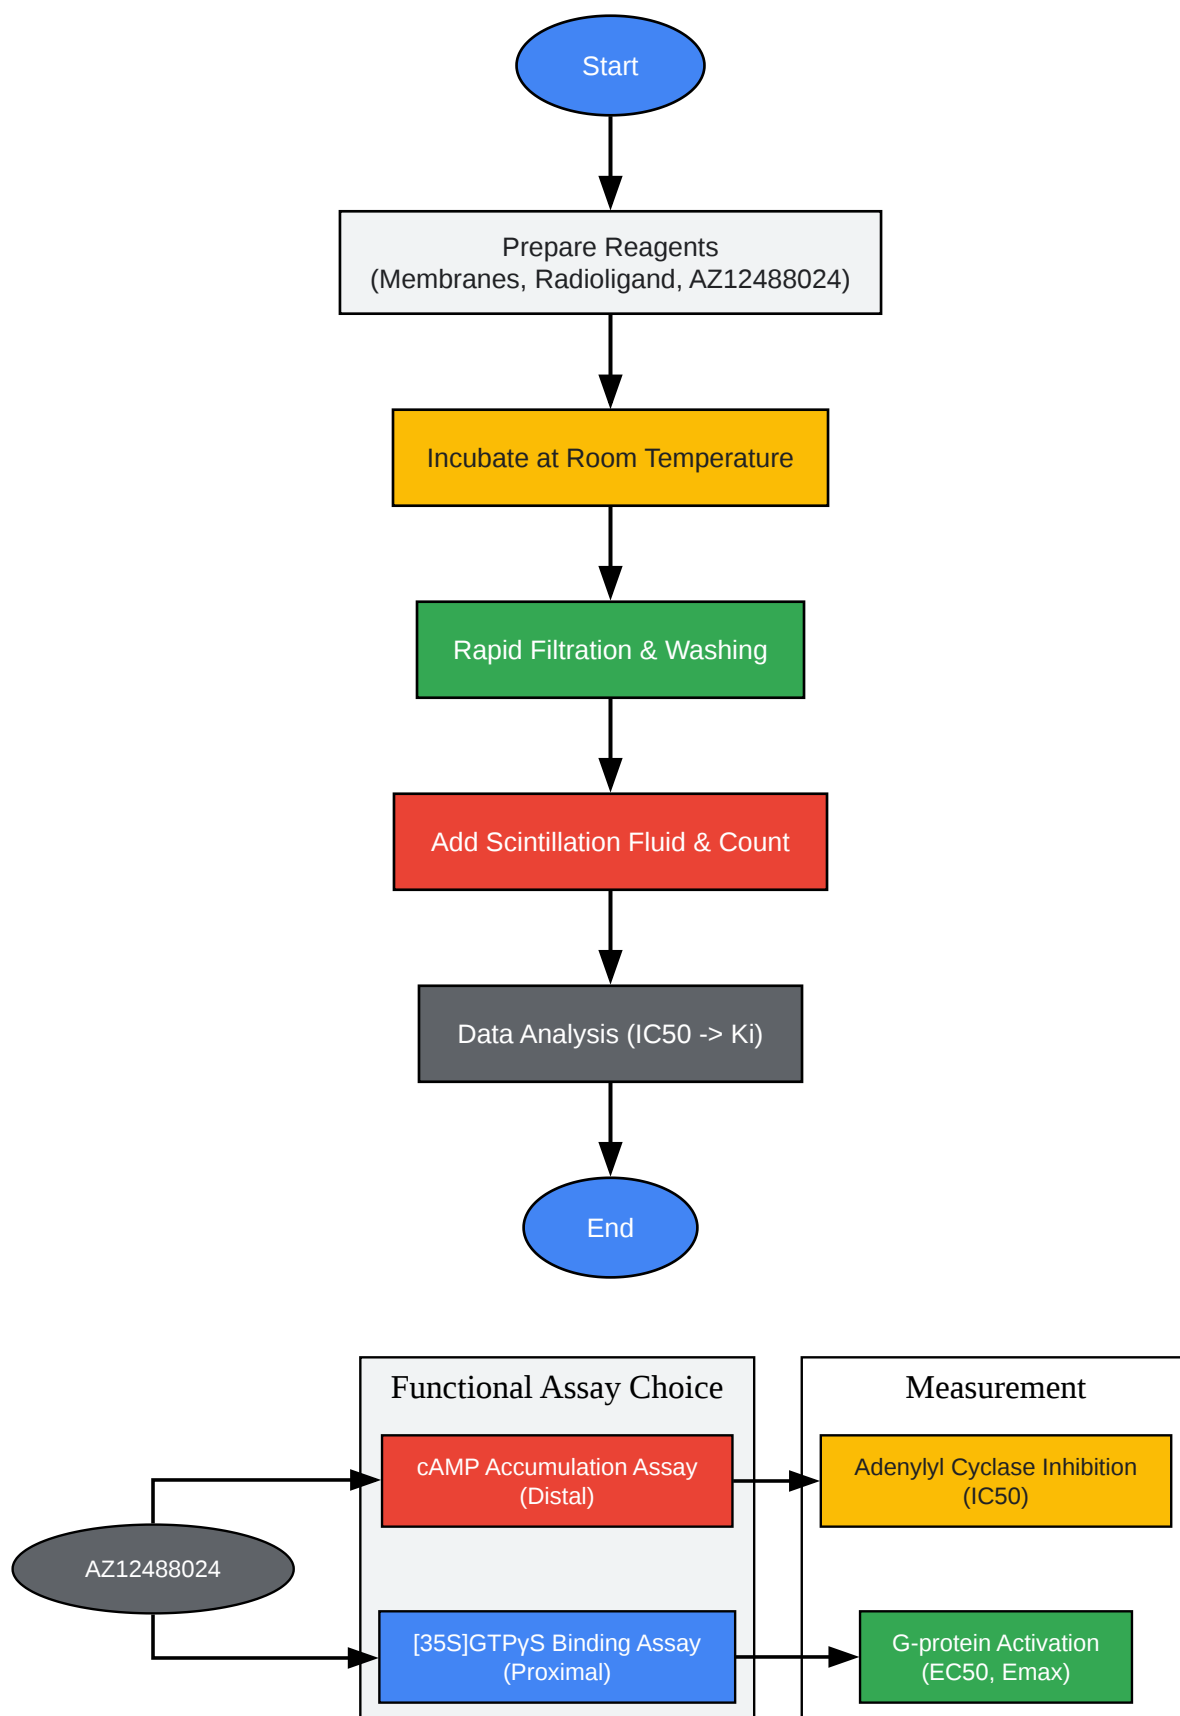 Start
Prepare Reagents
(Membranes, Radioligand, AZ12488024)
Incubate at Room Temperature
Rapid Filtration & Washing
Add Scintillation Fluid & Count
Data Analysis (IC50 -> Ki)
End
Functional Assay Choice
Measurement
cAMP Accumulation Assay
(Distal)
Adenylyl Cyclase Inhibition
(IC50)
AZ12488024
[35S]GTPγS Binding Assay
(Proximal)
G-protein Activation
(EC50, Emax)